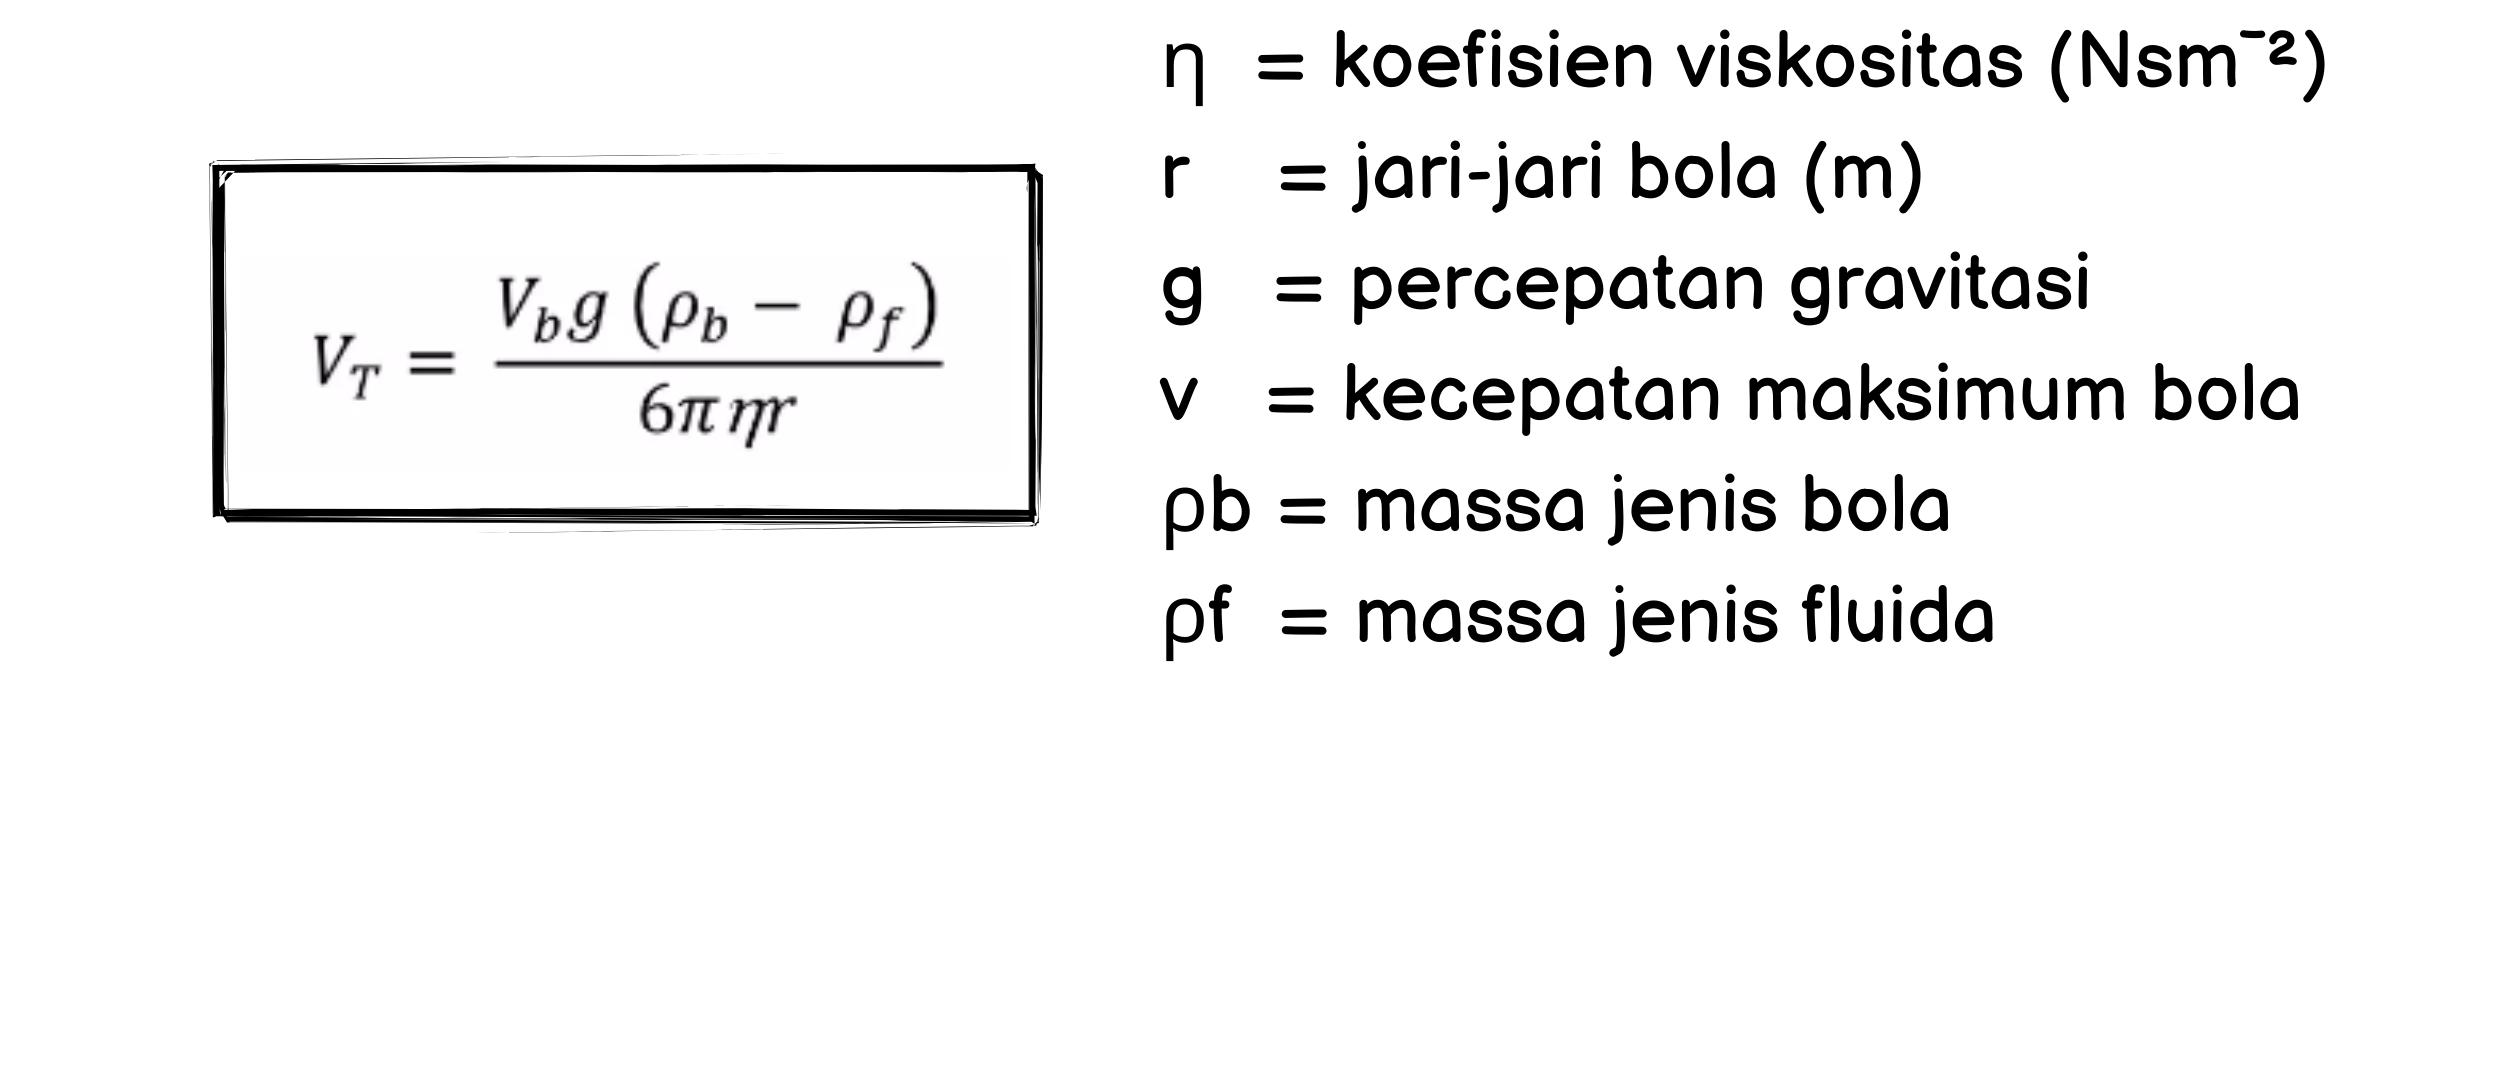 V_T = V_b g (ρ_b − ρ_f) / 6π ηr
η = koefisien viskositas (Nsm⁻²)
r = jari-jari bola (m)
g = percepatan gravitasi
v = kecepatan maksimum bola
ρb = massa jenis bola
ρf = massa jenis fluida